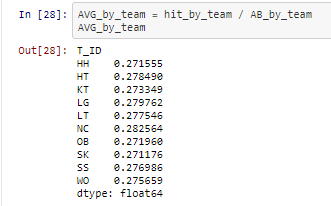 In [28]: AVG_by_team = hit_by_team / AB_by_team
AVG_by_team
Out[28]: T_ID
HH 0.271555
HT 0.278490
KT 0.273349
LG 0.279762
LT 0.277546
NC 0.282564
OB 0.271960
SK 0.271176
SS 0.276986
WO 0.275659
dtype: float64